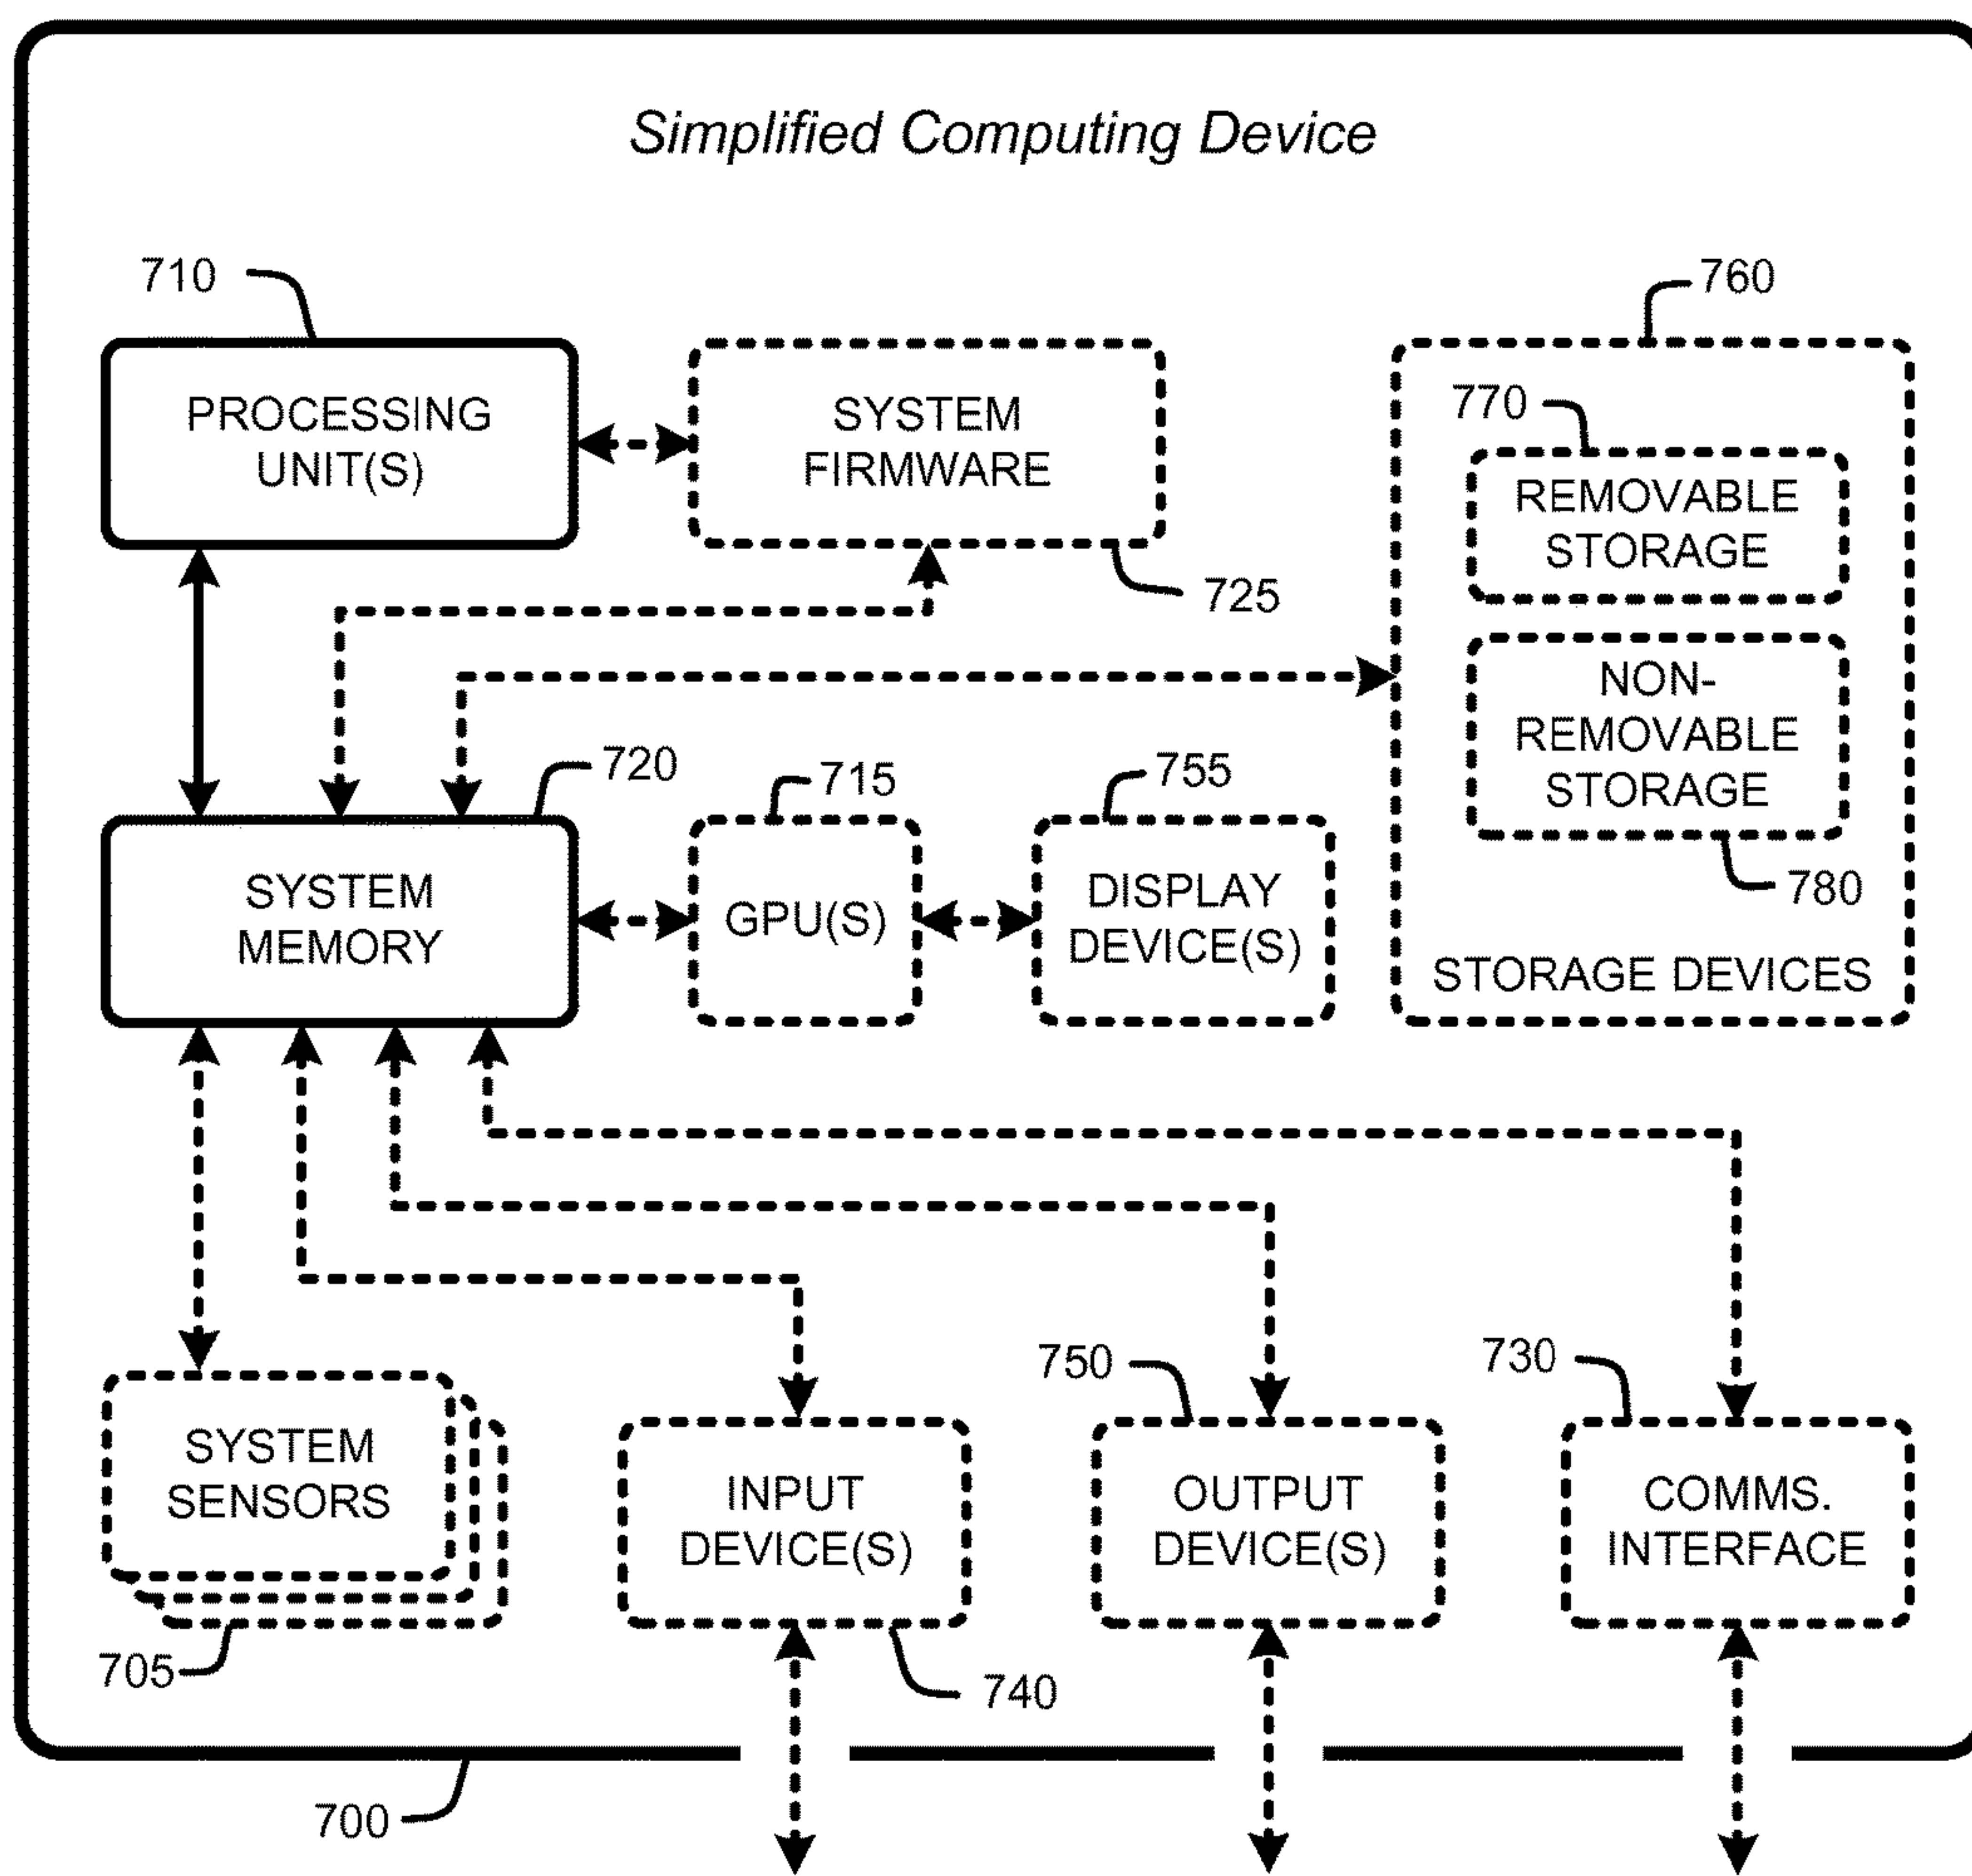 Simplified Computing Device
710
760
PROCESSING
UNIT(S)
SYSTEM
FIRMWARE
725
770
REMOVABLE
STORAGE
NON-
REMOVABLE
STORAGE
780
STORAGE DEVICES
720
715
755
SYSTEM
MEMORY
GPU(S)
DISPLAY
DEVICE(S)
750
730
SYSTEM
SENSORS
INPUT
DEVICE(S)
OUTPUT
DEVICE(S)
COMMS.
INTERFACE
705
740
700